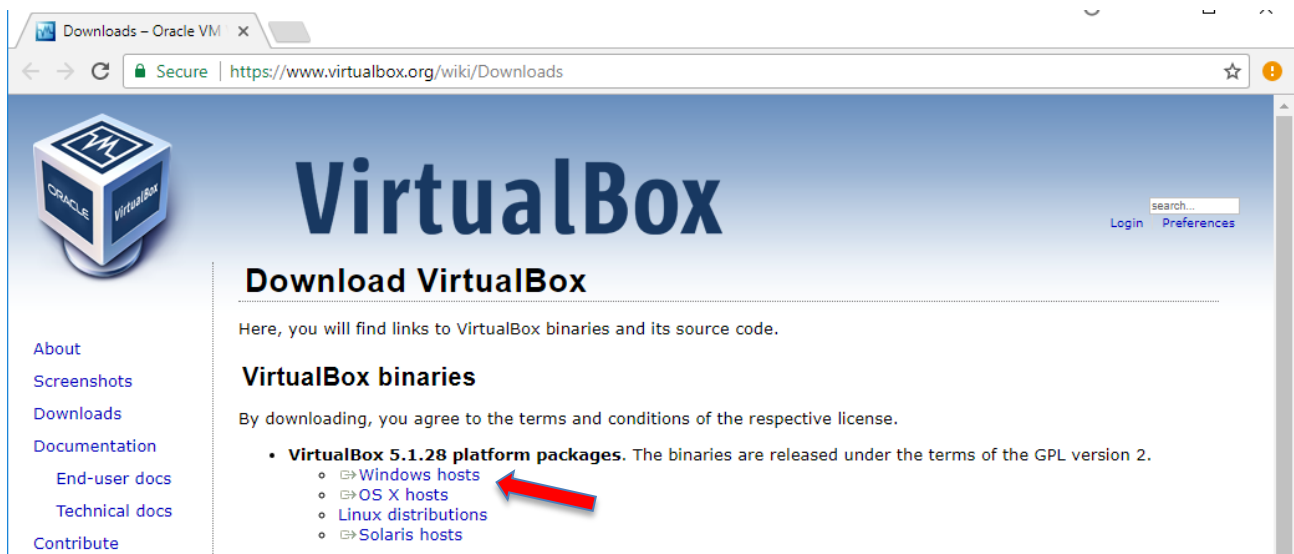 Downloads – Oracle VM
Secure
https://www.virtualbox.org/wiki/Downloads
ORACLE
VirtualBox
VirtualBox
search...
Login Preferences
Download VirtualBox
Here, you will find links to VirtualBox binaries and its source code.
About
Screenshots
Downloads
Documentation
End-user docs
Technical docs
Contribute
VirtualBox binaries
By downloading, you agree to the terms and conditions of the respective license.
• VirtualBox 5.1.28 platform packages. The binaries are released under the terms of the GPL version 2.
Windows hosts
OS X hosts
Linux distributions
Solaris hosts